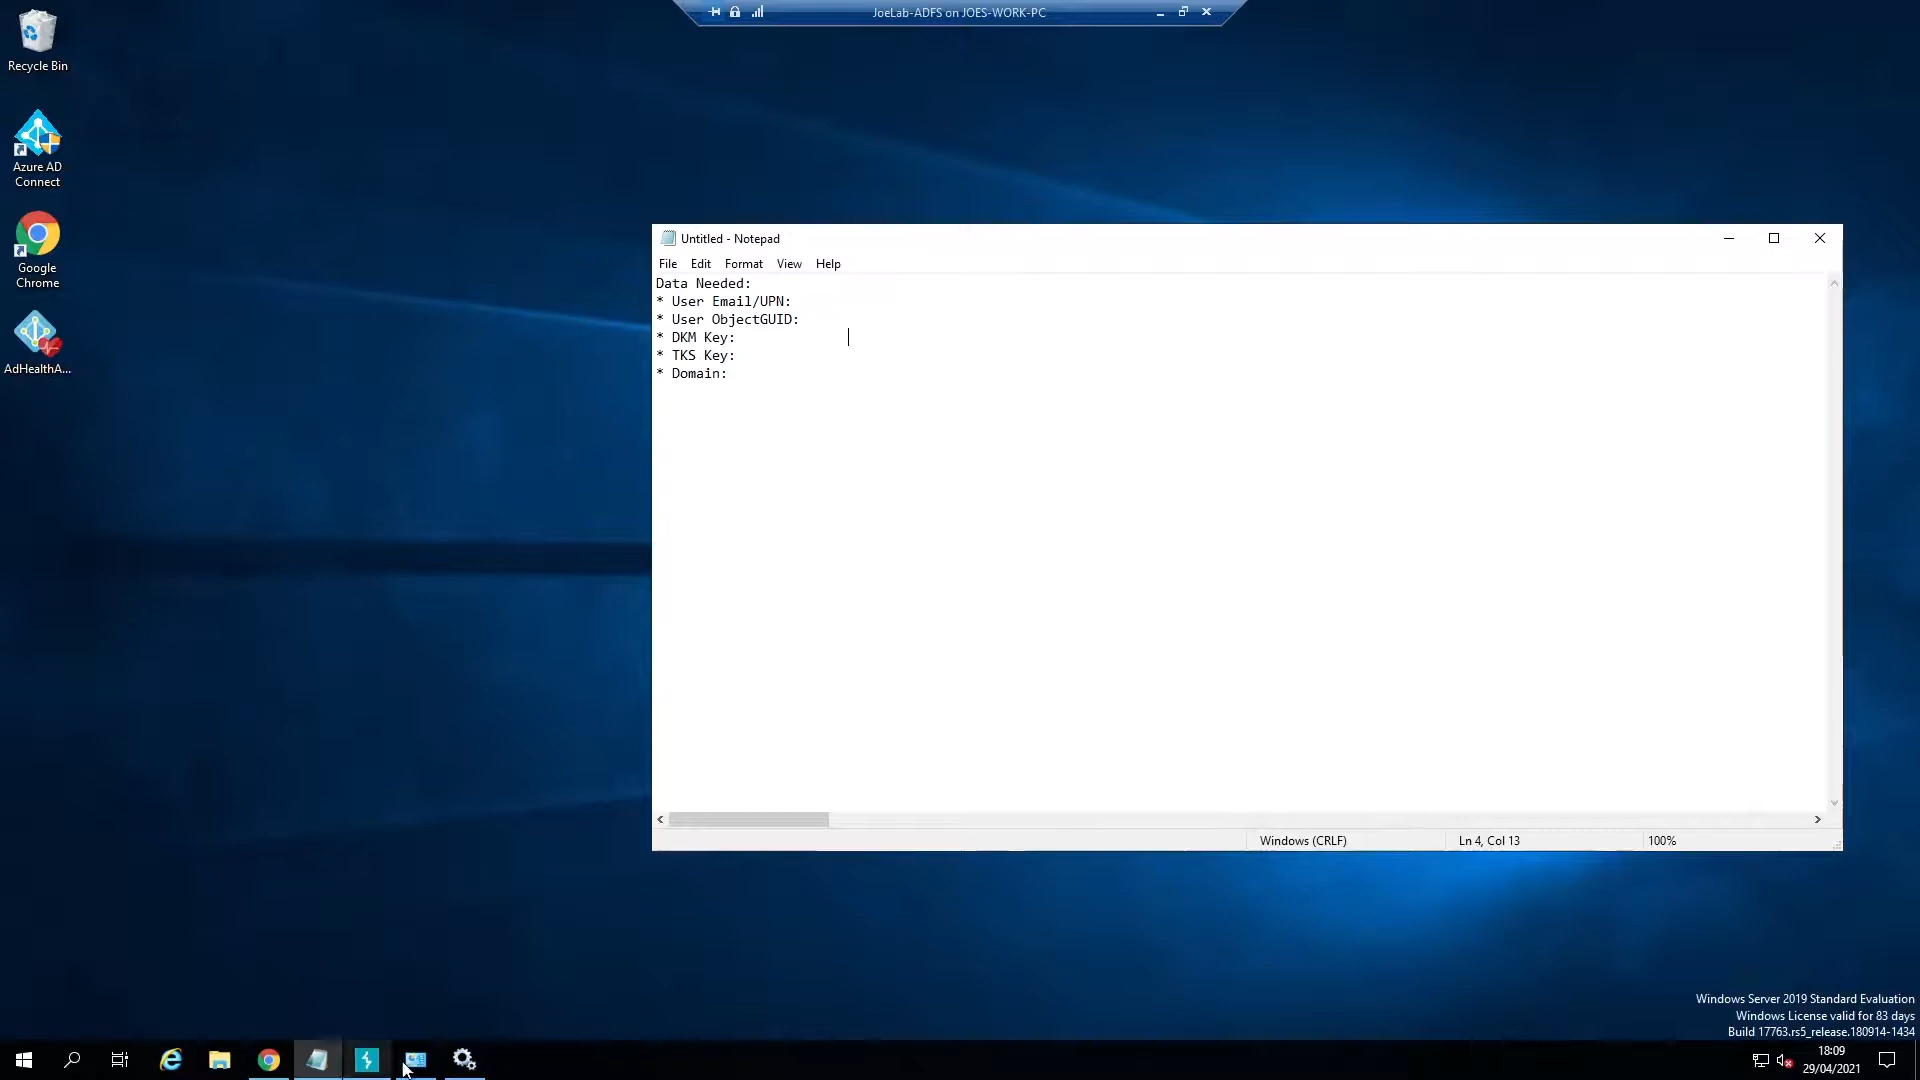 JoeLab-ADFS on JOES-WORK-PC
Recycle Bin
Azure AD
Connect
Google
Chrome
AdHealthA...
Untitled - Notepad
File Edit Format View Help
Data Needed:
* User Email/UPN:
* User ObjectGUID:
* DKM Key:
* TKS Key:
* Domain:
Windows (CRLF) Ln 4, Col 13 100%
Windows Server 2019 Standard Evaluation
Windows License valid for 83 days
Build 17763.rs5_release.180914-1434
18:09
29/04/2021